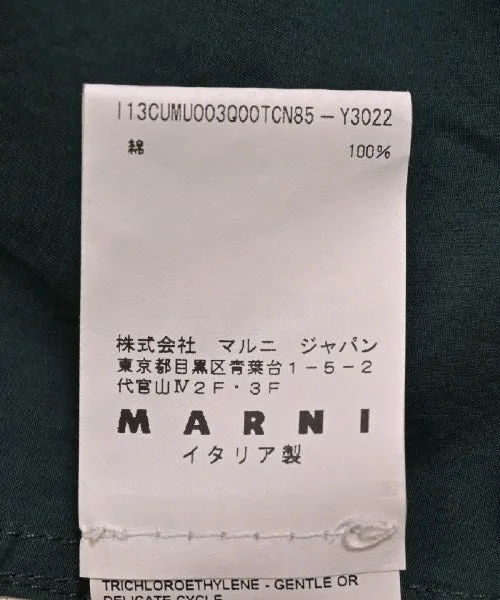 I13CUMU003Q00TCN85-Y3022
綿 100%
株式会社 マルニ ジャパン
東京都目黒区青葉台1-5-2
代官山Ⅳ2F・3F
MARNI
イタリア製
TRICHLOROETHYLENE - GENTLE OR
DELICATE CYCLE